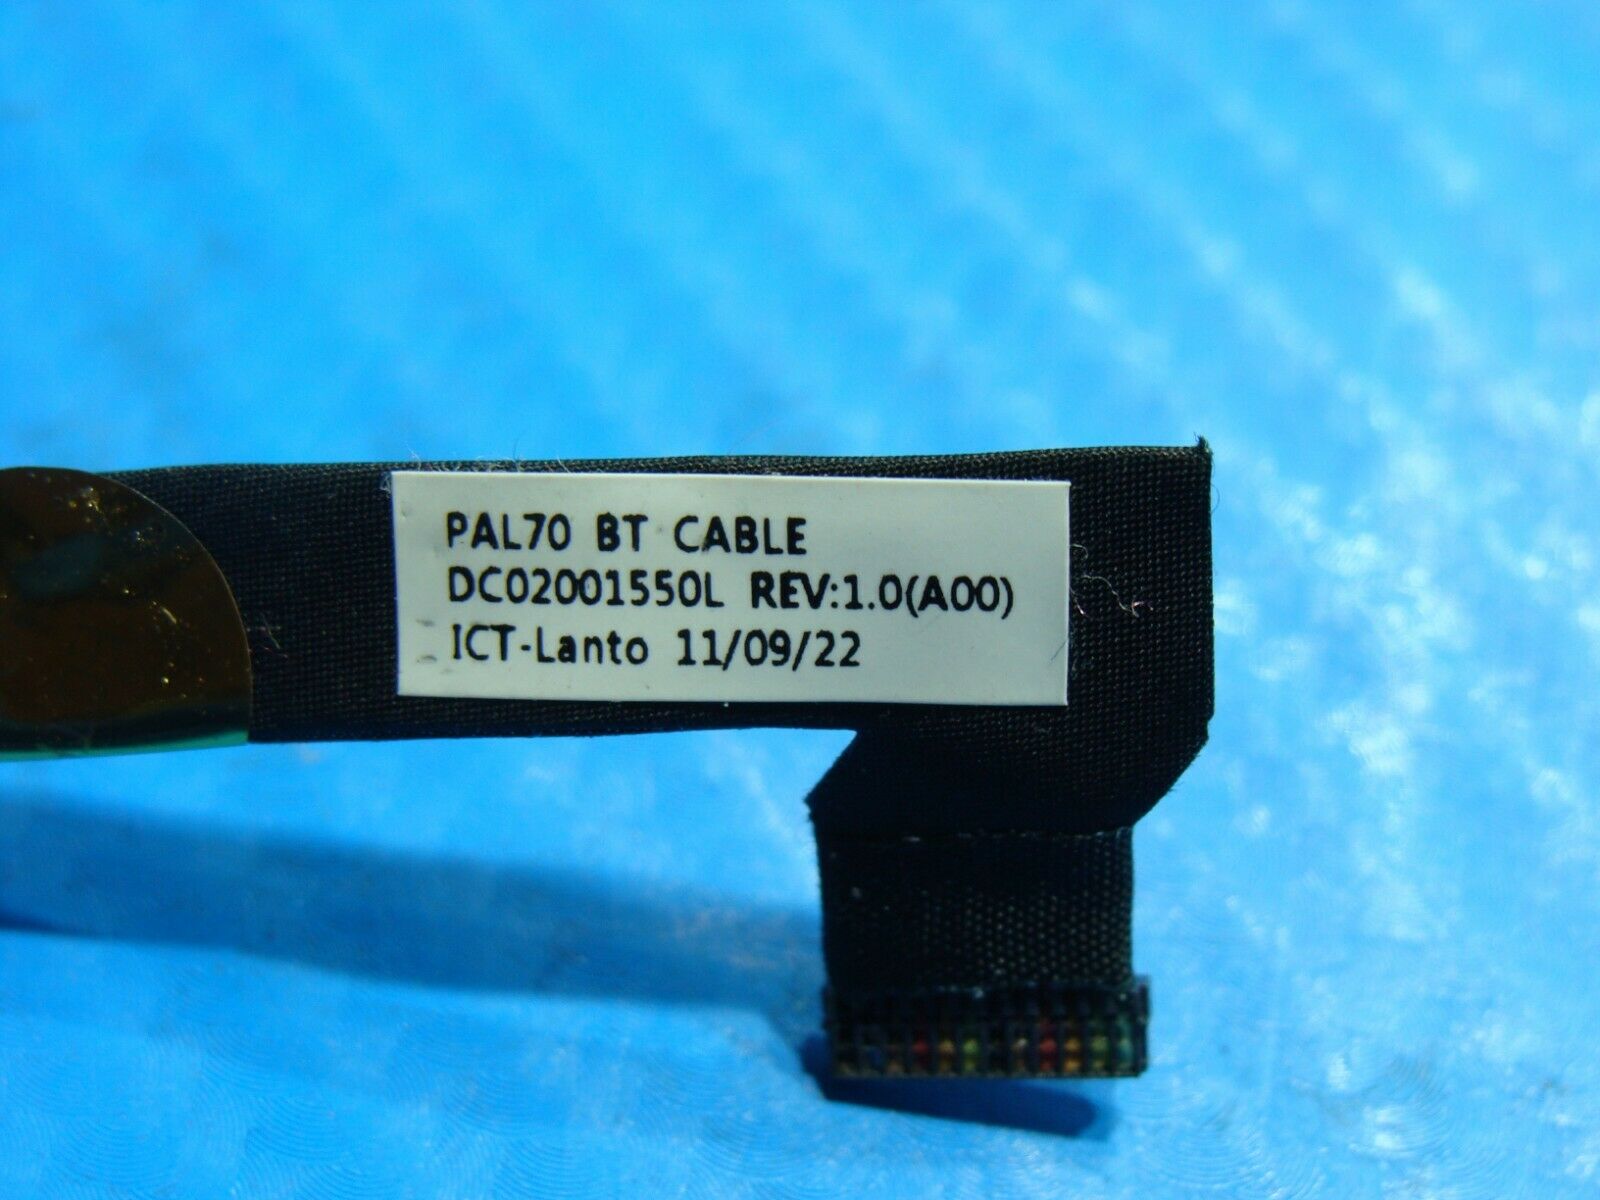 PAL70 BT CABLE
DC02001550L REV:1.0(A00)
ICT-Lanto 11/09/22